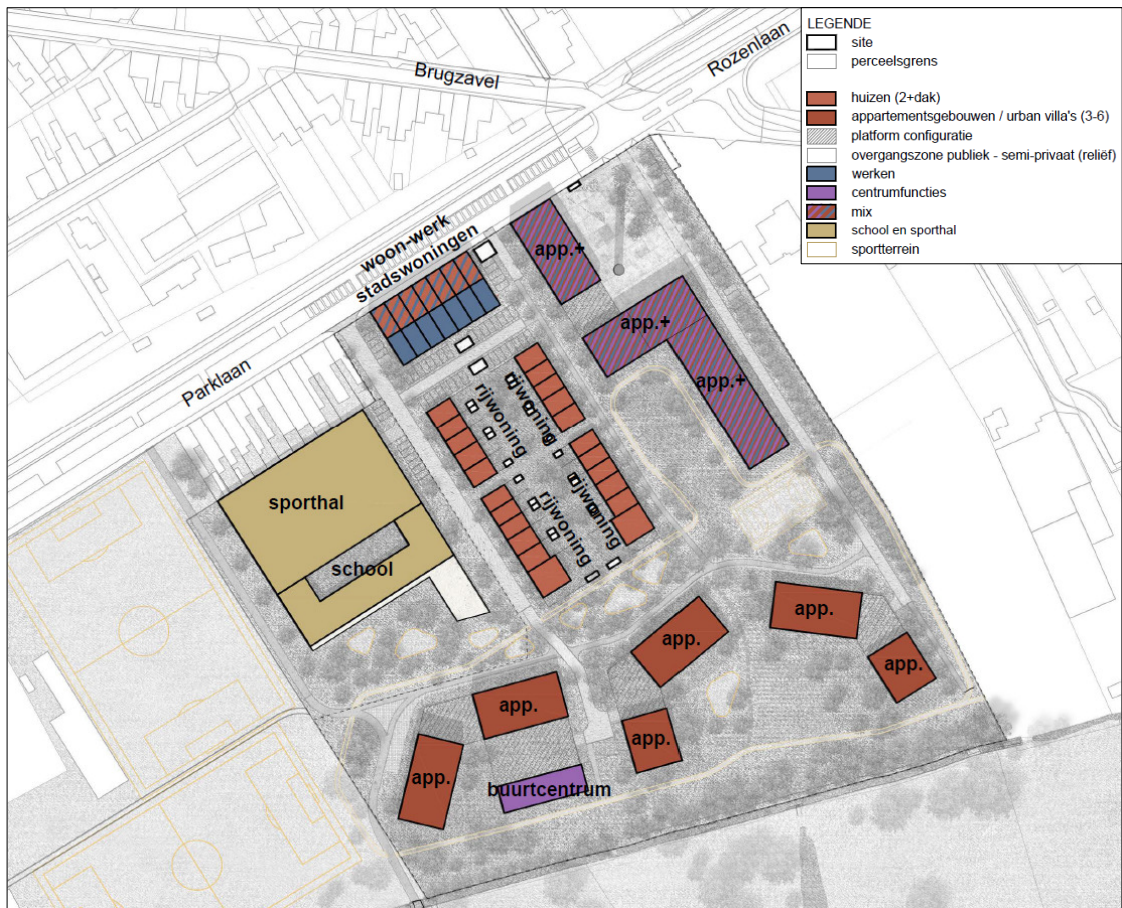 LEGENDE
site
perceelsgrens
huizen (2+dak)
appartementsgebouwen / urban villa's (3-6)
platform configuratie
overgangszone publiek - semi-privaat (reliëf)
werken
centrumfuncties
mix
school en sporthal
sportterrein
Brugzavel
Rozenlaan
woon-werk
stadswoningen
app.+
app.+
app.+
Parklaan
rijwoning
rijwoning
rijwoning
rijwoning
sporthal
school
app.
app.
app.
app.
app.
app.
buurtcentrum